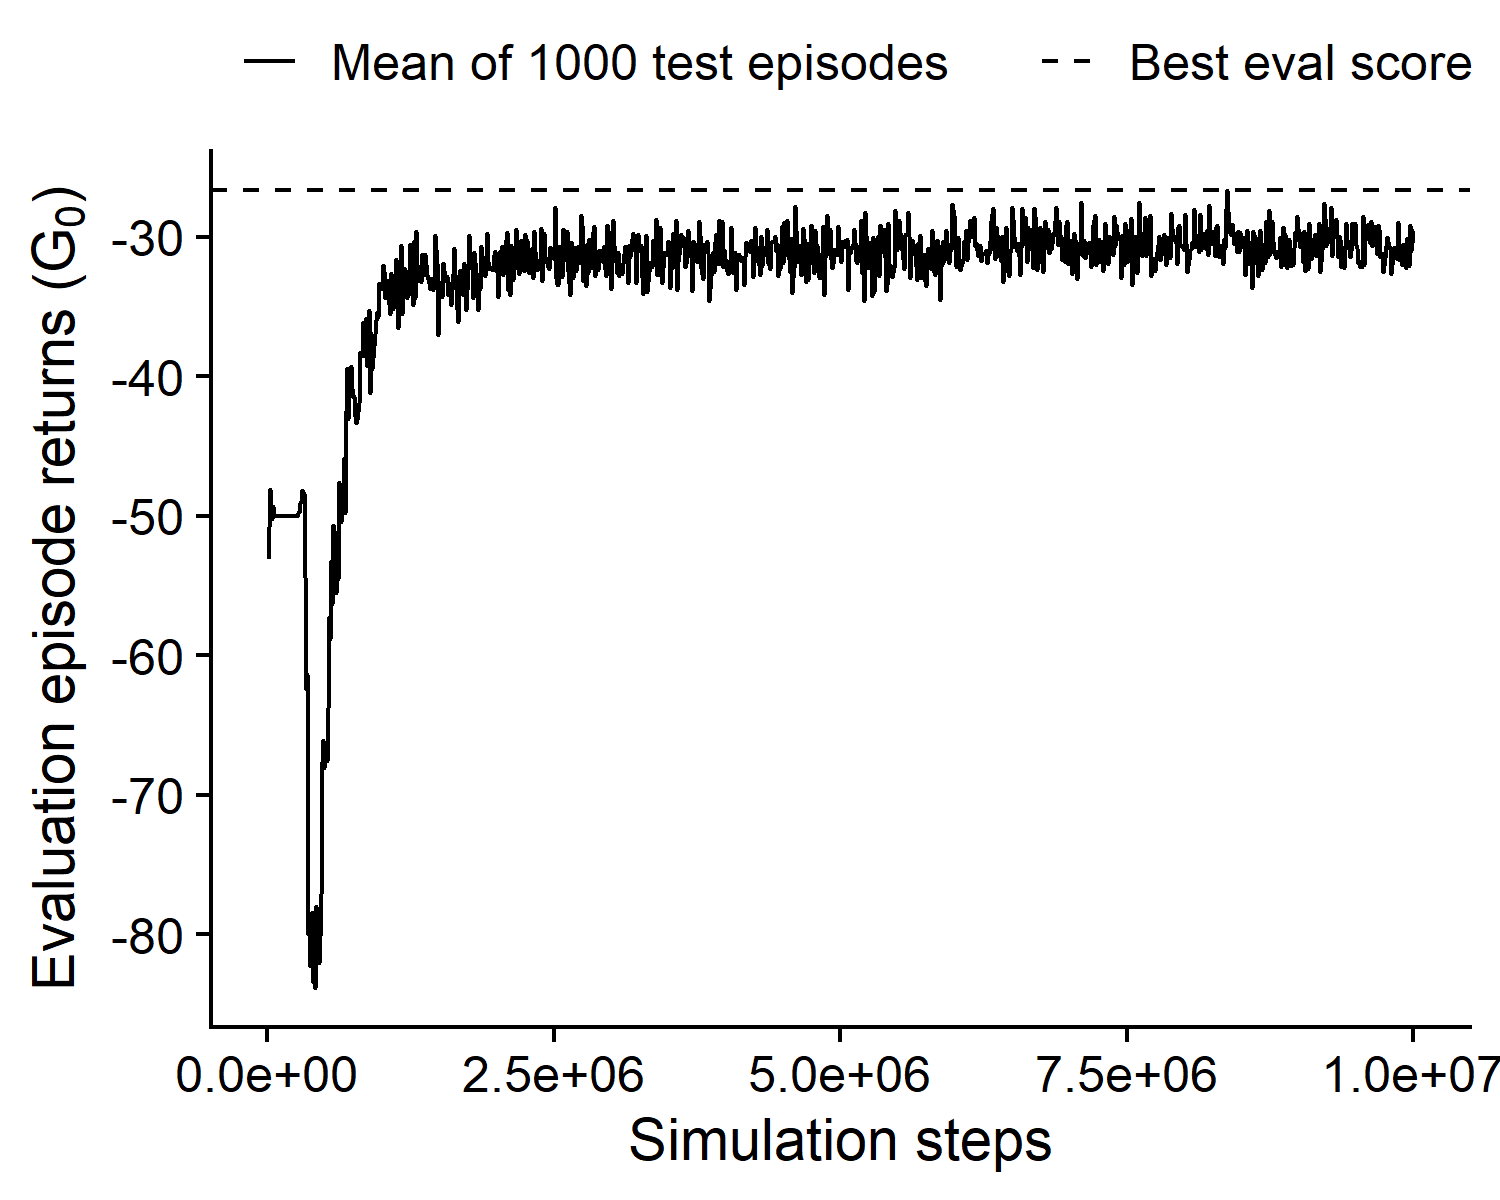 Mean of 1000 test episodes
Best eval score
Evaluation episode returns (G₀)
-30
-40
-50
-60
-70
-80
0.0e+00
2.5e+06
5.0e+06
7.5e+06
1.0e+07
Simulation steps